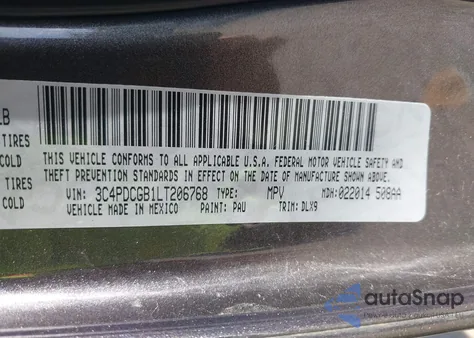 LB
TIRES
COLD
TIRES
COLD
THIS VEHICLE CONFORMS TO ALL APPLICABLE U.S.A. FEDERAL MOTOR VEHICLE SAFETY AND
THEFT PREVENTION STANDARDS IN EFFECT ON THE DATE OF MANUFACTURE SHOWN ABOVE.
VIN: 3C4PDCGB1LT206768 TYPE: MPV MDH: 022014 508AA
VEHICLE MADE IN MEXICO PAINT: PAU TRIM: DLX9
autoSnap